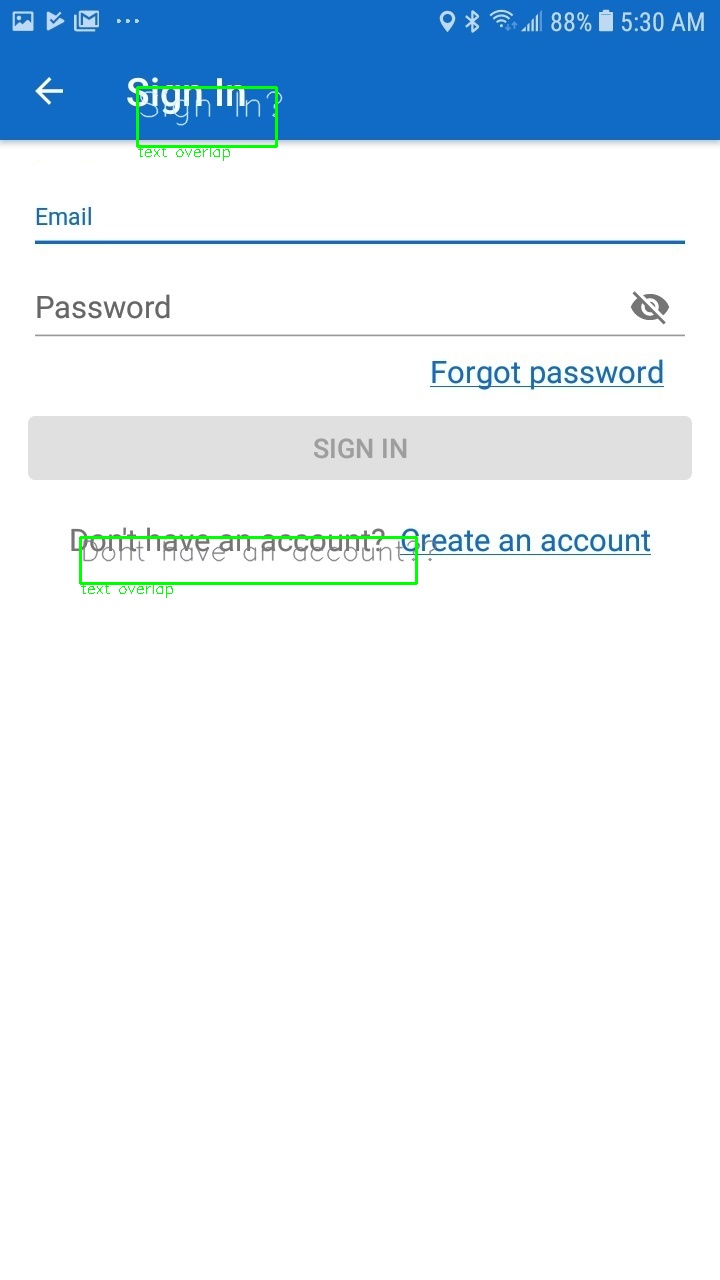 88% 5:30 AM
Sign In
Sign In?
text overlap
Email
Password
Forgot password
SIGN IN
Don't have an account? Create an account
Dont have an account??
text overlap